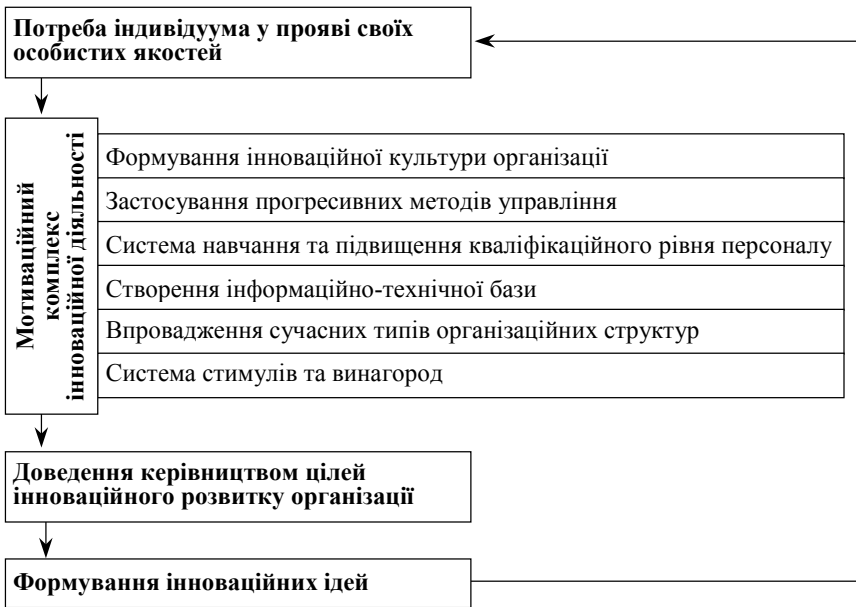 Потреба індивідуума у прояві своїх
особистих якостей
Мотиваційний
комплекс
інноваційної діяльності
Формування інноваційної культури організації
Застосування прогресивних методів управління
Система навчання та підвищення кваліфікаційного рівня персоналу
Створення інформаційно-технічної бази
Впровадження сучасних типів організаційних структур
Система стимулів та винагород
Доведення керівництвом цілей
інноваційного розвитку організації
Формування інноваційних ідей